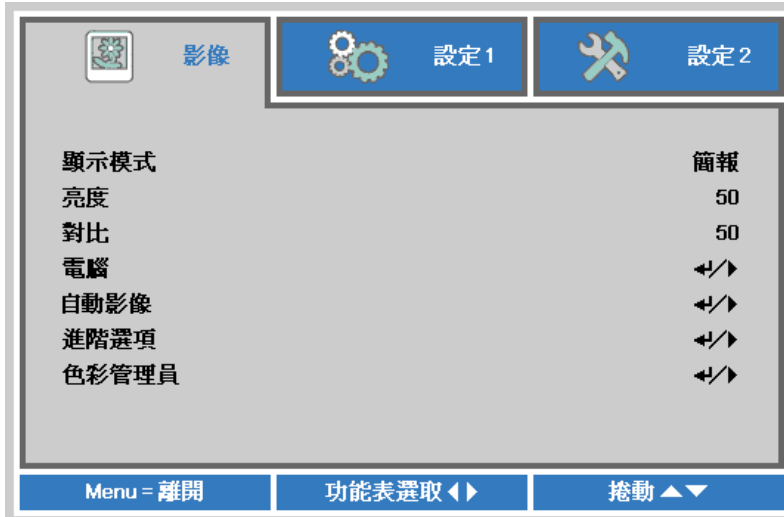 影像 設定1 設定2
顯示模式 簡報
亮度 50
對比 50
電腦 ↵/▶
自動影像 ↵/▶
進階選項 ↵/▶
色彩管理員 ↵/▶
Menu = 離開 功能表選取 ◀▶ 捲動 ▲▼